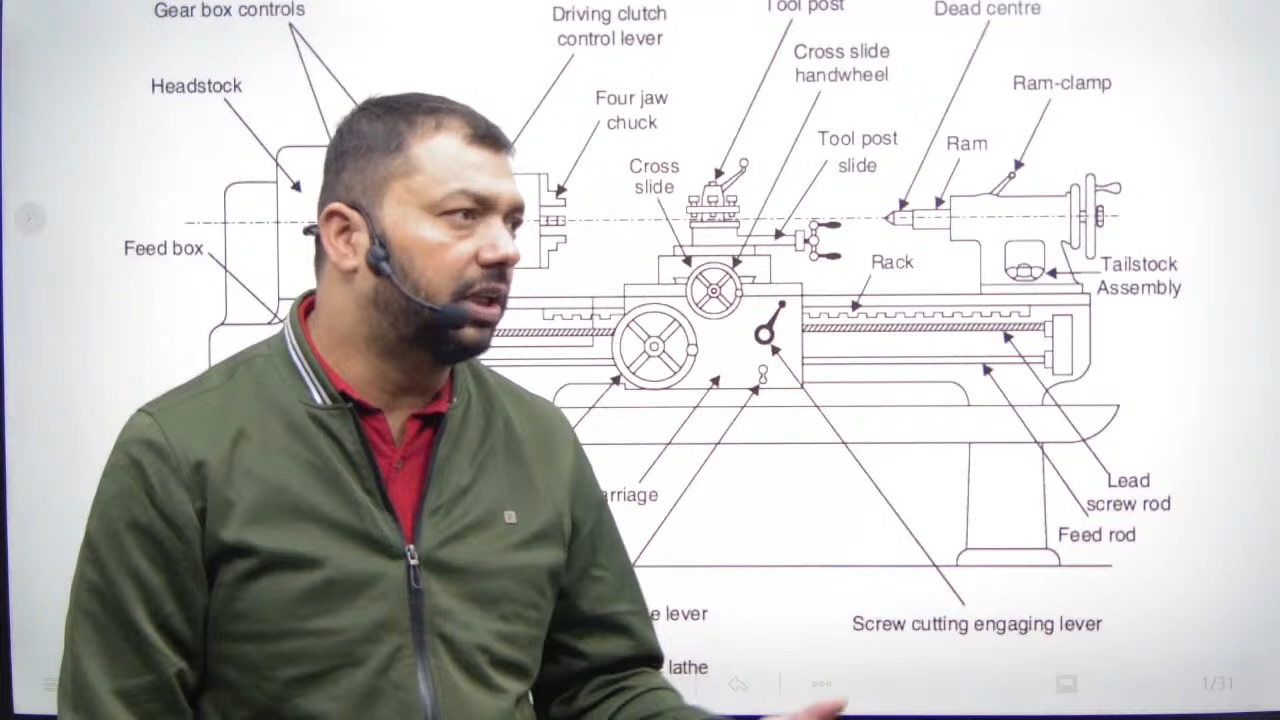 Gear box controls
Driving clutch
control lever
Tool post
Dead centre
Cross slide
handwheel
Headstock
Four jaw
chuck
Ram-clamp
Tool post
slide
Ram
Cross
slide
Feed box
Rack
Tailstock
Assembly
Lead
screw rod
Feed rod
lever
Screw cutting engaging lever
lathe
1/31